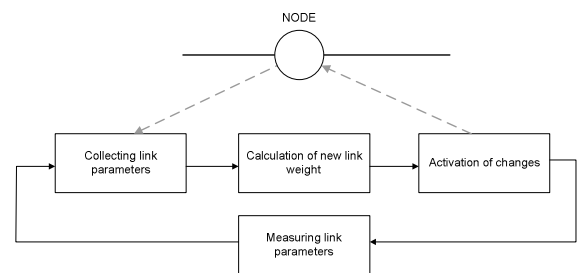 NODE
Collecting link
parameters
Calculation of new link
weight
Activation of changes
Measuring link
parameters